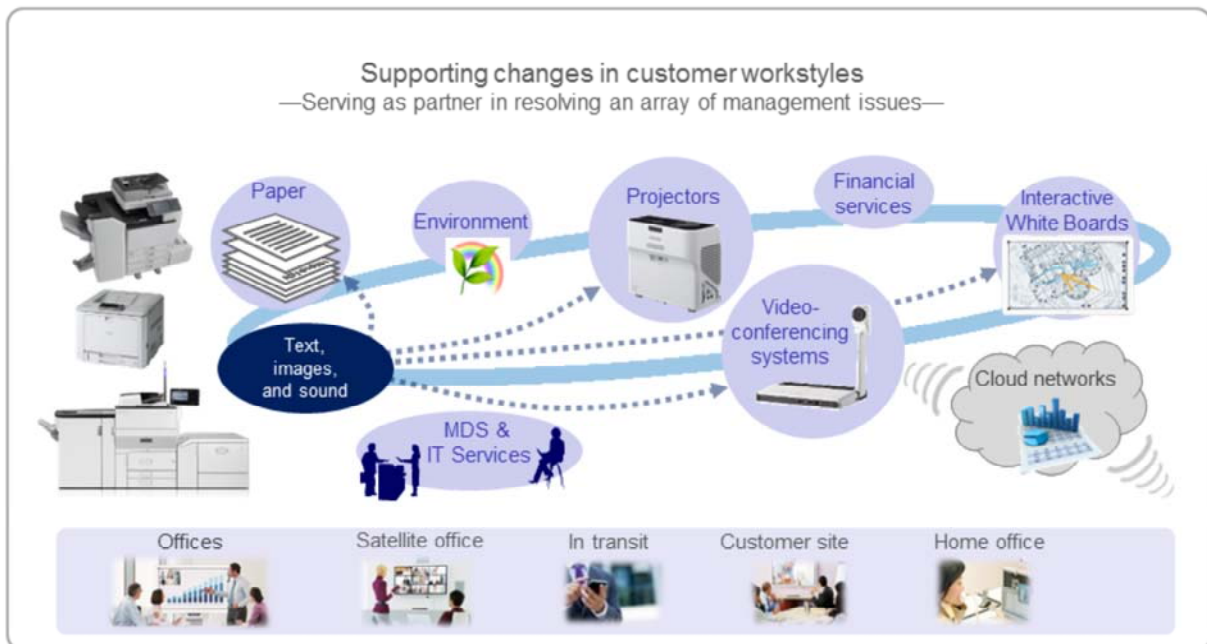 Supporting changes in customer workstyles
—Serving as partner in resolving an array of management issues—
Paper
Environment
Projectors
Financial
services
Interactive
White Boards
Text,
images,
and sound
Video-
conferencing
systems
Cloud networks
MDS &
IT Services
Offices
Satellite office
In transit
Customer site
Home office